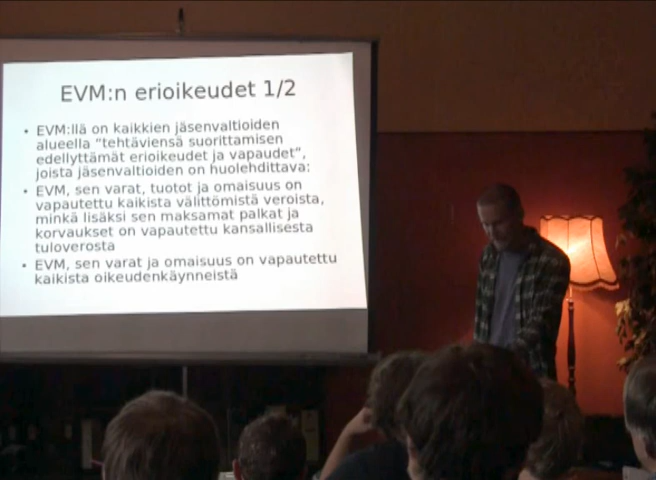 EVM:n erioikeudet 1/2
• EVM:llä on kaikkien jäsenvaltioiden
alueella “tehtäviensä suorittamisen
edellyttämät erioikeudet ja vapaudet”,
joista jäsenvaltioiden on huolehdittava:
• EVM, sen varat, tuotot ja omaisuus on
vapautettu kaikista välittömistä veroista,
minkä lisäksi sen maksamat palkat ja
korvaukset on vapautettu kansallisesta
tuloverosta
• EVM, sen varat ja omaisuus on vapautettu
kaikista oikeudenkäynneistä